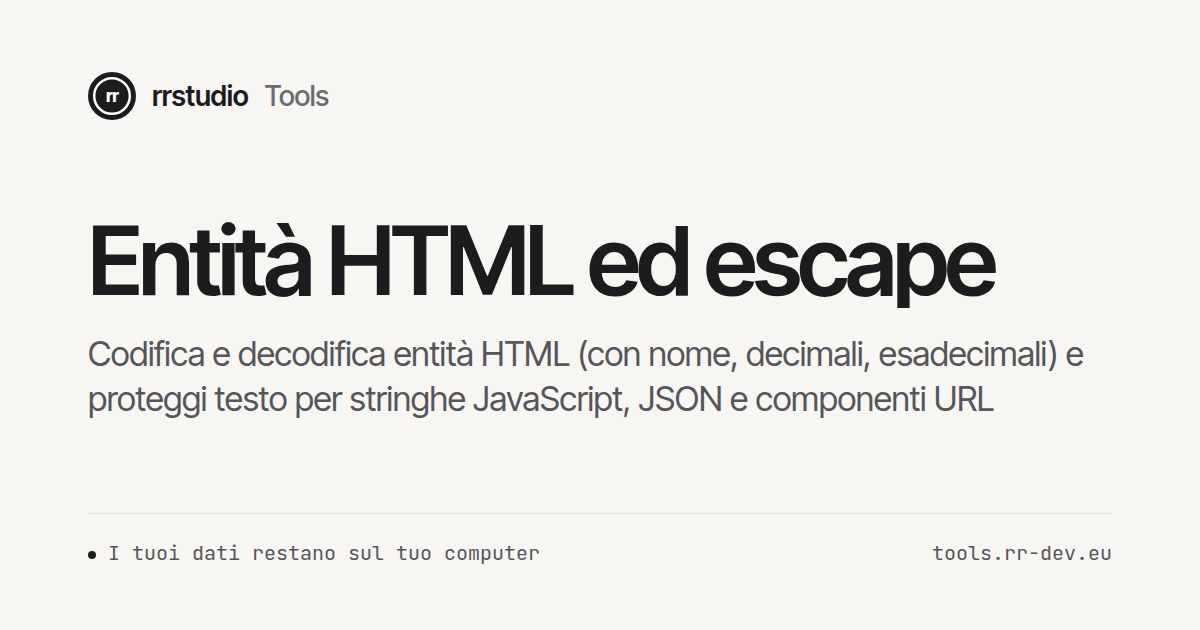 rr rrstudio Tools
Entità HTML ed escape
Codifica e decodifica entità HTML (con nome, decimali, esadecimali) e
proteggi testo per stringhe JavaScript, JSON e componenti URL
I tuoi dati restano sul tuo computer
tools.rr-dev.eu